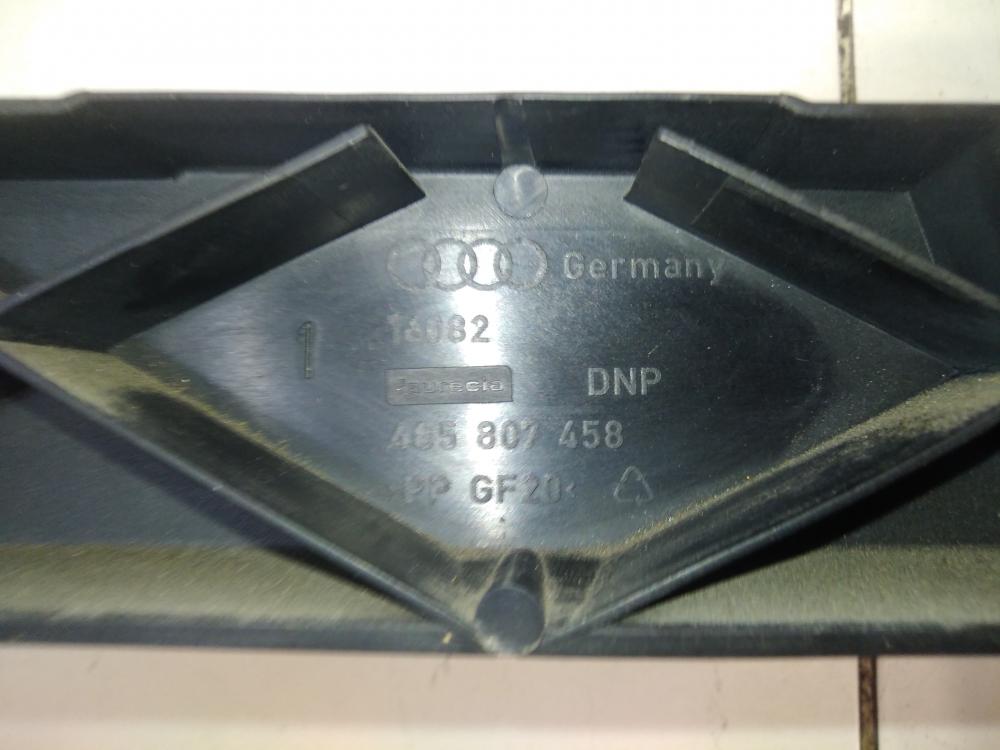 Germany
1
16082
faurecia
DNP
4G5 807 458
>PP GF20<